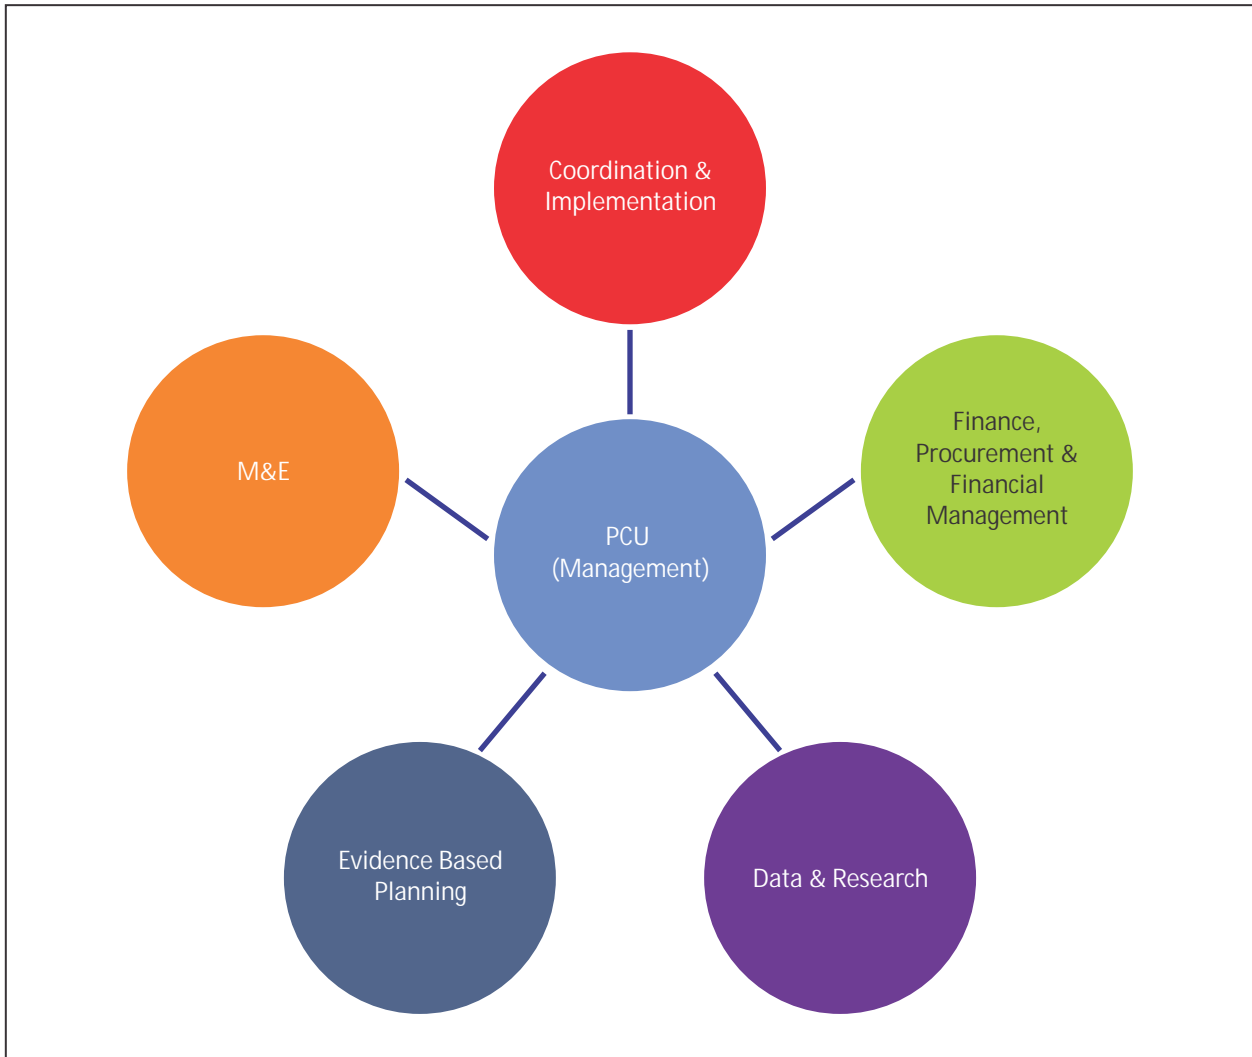 Coordination &
Implementation
Finance,
Procurement &
Financial
Management
M&E
PCU
(Management)
Evidence Based
Planning
Data & Research